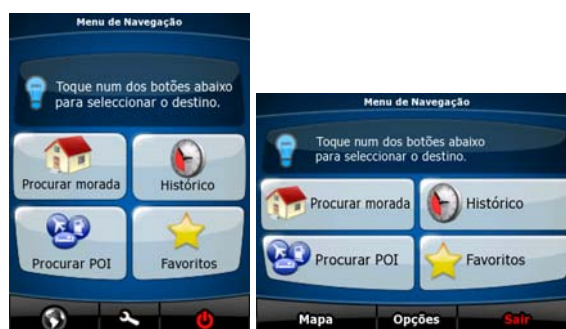 Menu de Navegação
Toque num dos botões abaixo
para seleccionar o destino.
Procurar morada
Histórico
Procurar POI
Favoritos
Menu de Navegação
Toque num dos botões abaixo
para seleccionar o destino.
Procurar morada
Histórico
Procurar POI
Favoritos
Mapa
Opções
Sair